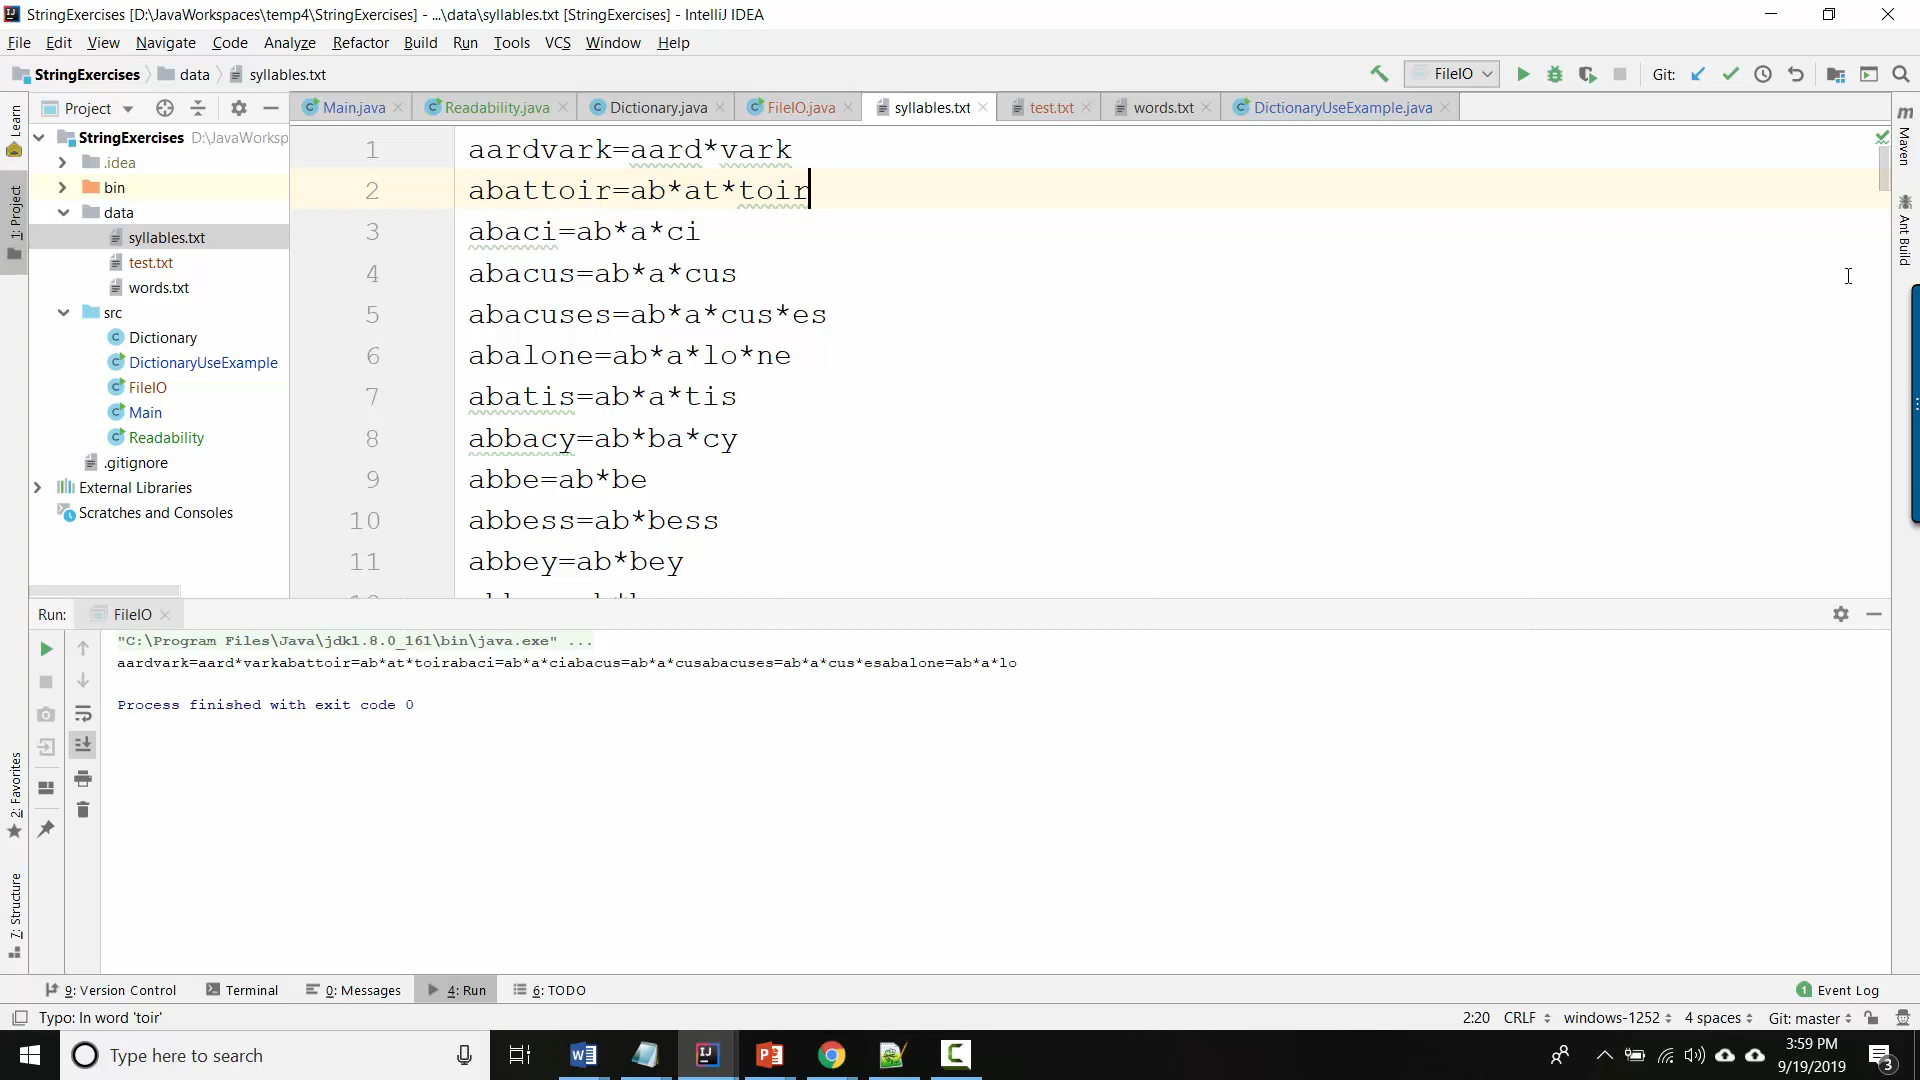 StringExercises [D:\JavaWorkspaces\temp4\StringExercises] - ...\data\syllables.txt [StringExercises] - IntelliJ IDEA
File Edit View Navigate Code Analyze Refactor Build Run Tools VCS Window Help
StringExercises data syllables.txt FileIO Git:
Project Main.java Readability.java Dictionary.java FileIO.java syllables.txt test.txt words.txt DictionaryUseExample.java
Learn
1: Project
2: Favorites
7: Structure
StringExercises D:\JavaWorksp
.idea
bin
data
syllables.txt
test.txt
words.txt
src
Dictionary
DictionaryUseExample
FileIO
Main
Readability
.gitignore
External Libraries
Scratches and Consoles
1 aardvark=aard*vark
2 abattoir=ab*at*toir
3 abaci=ab*a*ci
4 abacus=ab*a*cus
5 abacuses=ab*a*cus*es
6 abalone=ab*a*lo*ne
7 abatis=ab*a*tis
8 abbacy=ab*ba*cy
9 abbe=ab*be
10 abbess=ab*bess
11 abbey=ab*bey
Maven
Ant Build
Run: FileIO
"C:\Program Files\Java\jdk1.8.0_161\bin\java.exe" ...
aardvark=aard*varkabattoir=ab*at*toirabaci=ab*a*ciabacus=ab*a*cusabacuses=ab*a*cus*esabalone=ab*a*lo
Process finished with exit code 0
9: Version Control Terminal 0: Messages 4: Run 6: TODO 1 Event Log
Typo: In word 'toir' 2:20 CRLF windows-1252 4 spaces Git: master
Type here to search
3:59 PM
9/19/2019
3